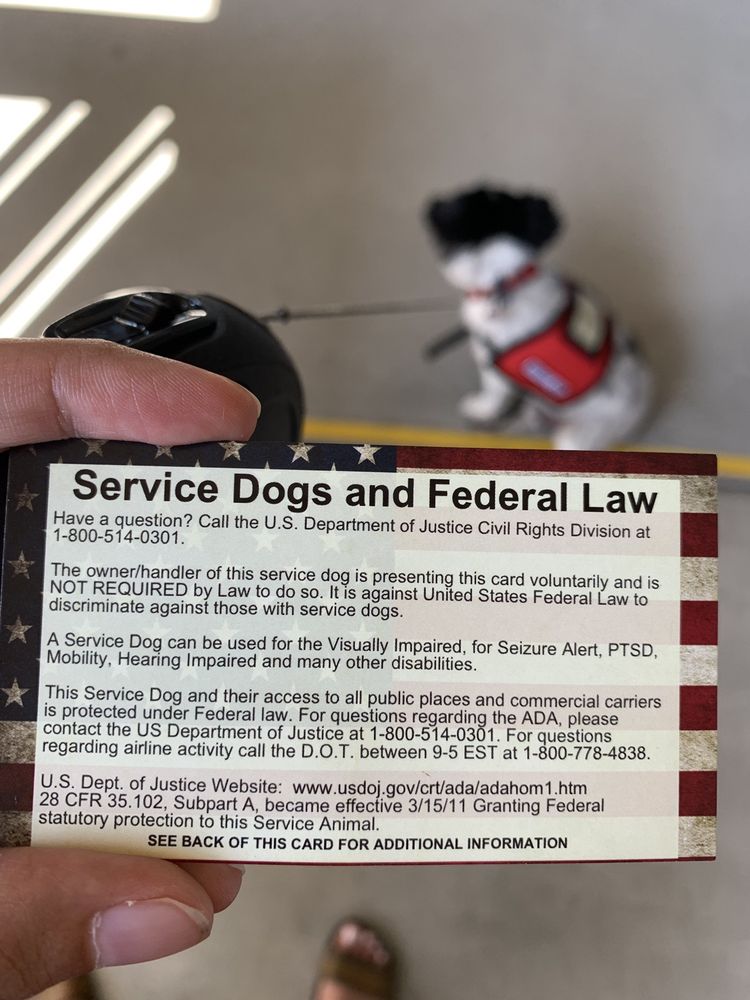 Service Dogs and Federal Law
Have a question? Call the U.S. Department of Justice Civil Rights Division at
1-800-514-0301.
The owner/handler of this service dog is presenting this card voluntarily and is
NOT REQUIRED by Law to do so. It is against United States Federal Law to
discriminate against those with service dogs.
A Service Dog can be used for the Visually Impaired, for Seizure Alert, PTSD,
Mobility, Hearing Impaired and many other disabilities.
This Service Dog and their access to all public places and commercial carriers
is protected under Federal law. For questions regarding the ADA, please
contact the US Department of Justice at 1-800-514-0301. For questions
regarding airline activity call the D.O.T. between 9-5 EST at 1-800-778-4838.
U.S. Dept. of Justice Website: www.usdoj.gov/crt/ada/adahom1.htm
28 CFR 35.102, Subpart A, became effective 3/15/11 Granting Federal
statutory protection to this Service Animal.
SEE BACK OF THIS CARD FOR ADDITIONAL INFORMATION